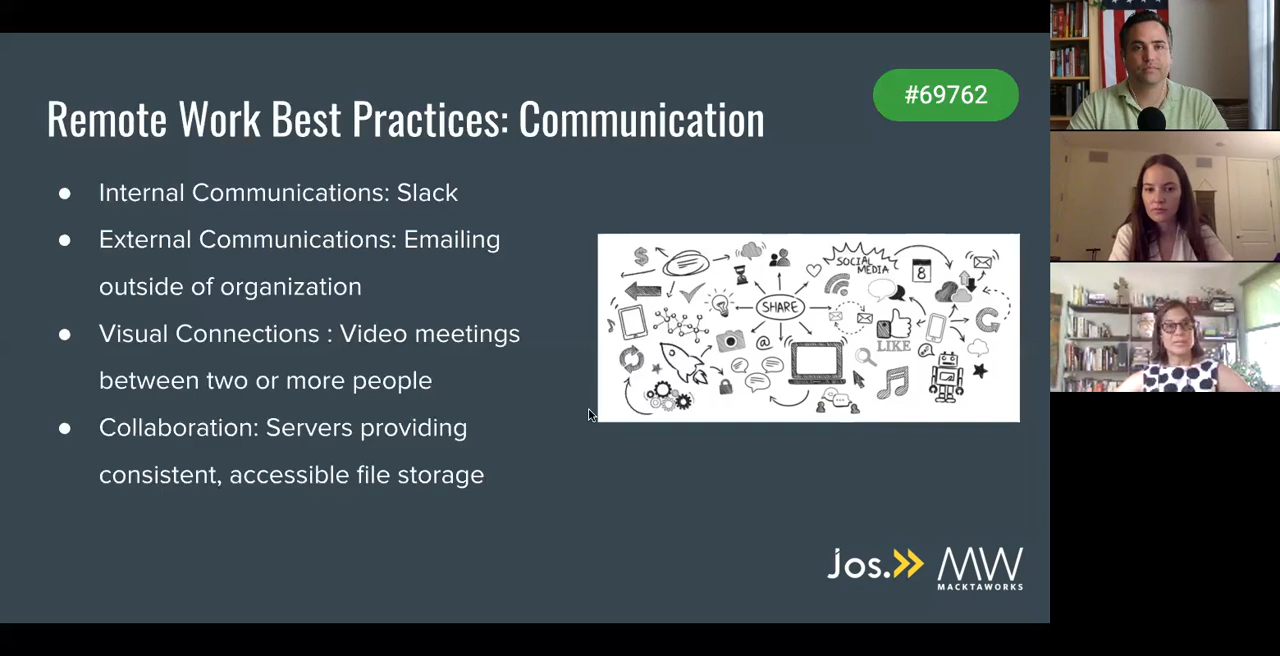 #69762
Remote Work Best Practices: Communication
● Internal Communications: Slack
● External Communications: Emailing
outside of organization
● Visual Connections : Video meetings
between two or more people
● Collaboration: Servers providing
consistent, accessible file storage
SOCIAL
MEDIA
8
SHARE
$
@
LIKE
Jos.
MW
MACKTAWORKS